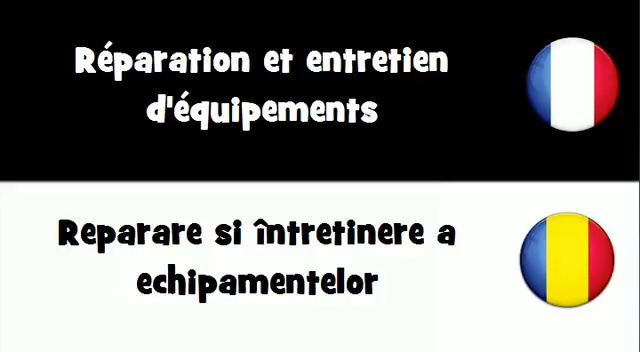 Réparation et entretien
d'équipements
Reparare si întretinere a
echipamentelor